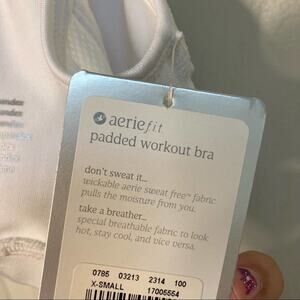 aeriefit
padded workout bra
don't sweat it...
wickable aerie sweat free™ fabric
pulls the moisture from you.
take a breather...
special breathable fabric to look
hot, stay cool, and vice versa.
0785 03213 2314 100
X-SMALL 17005554